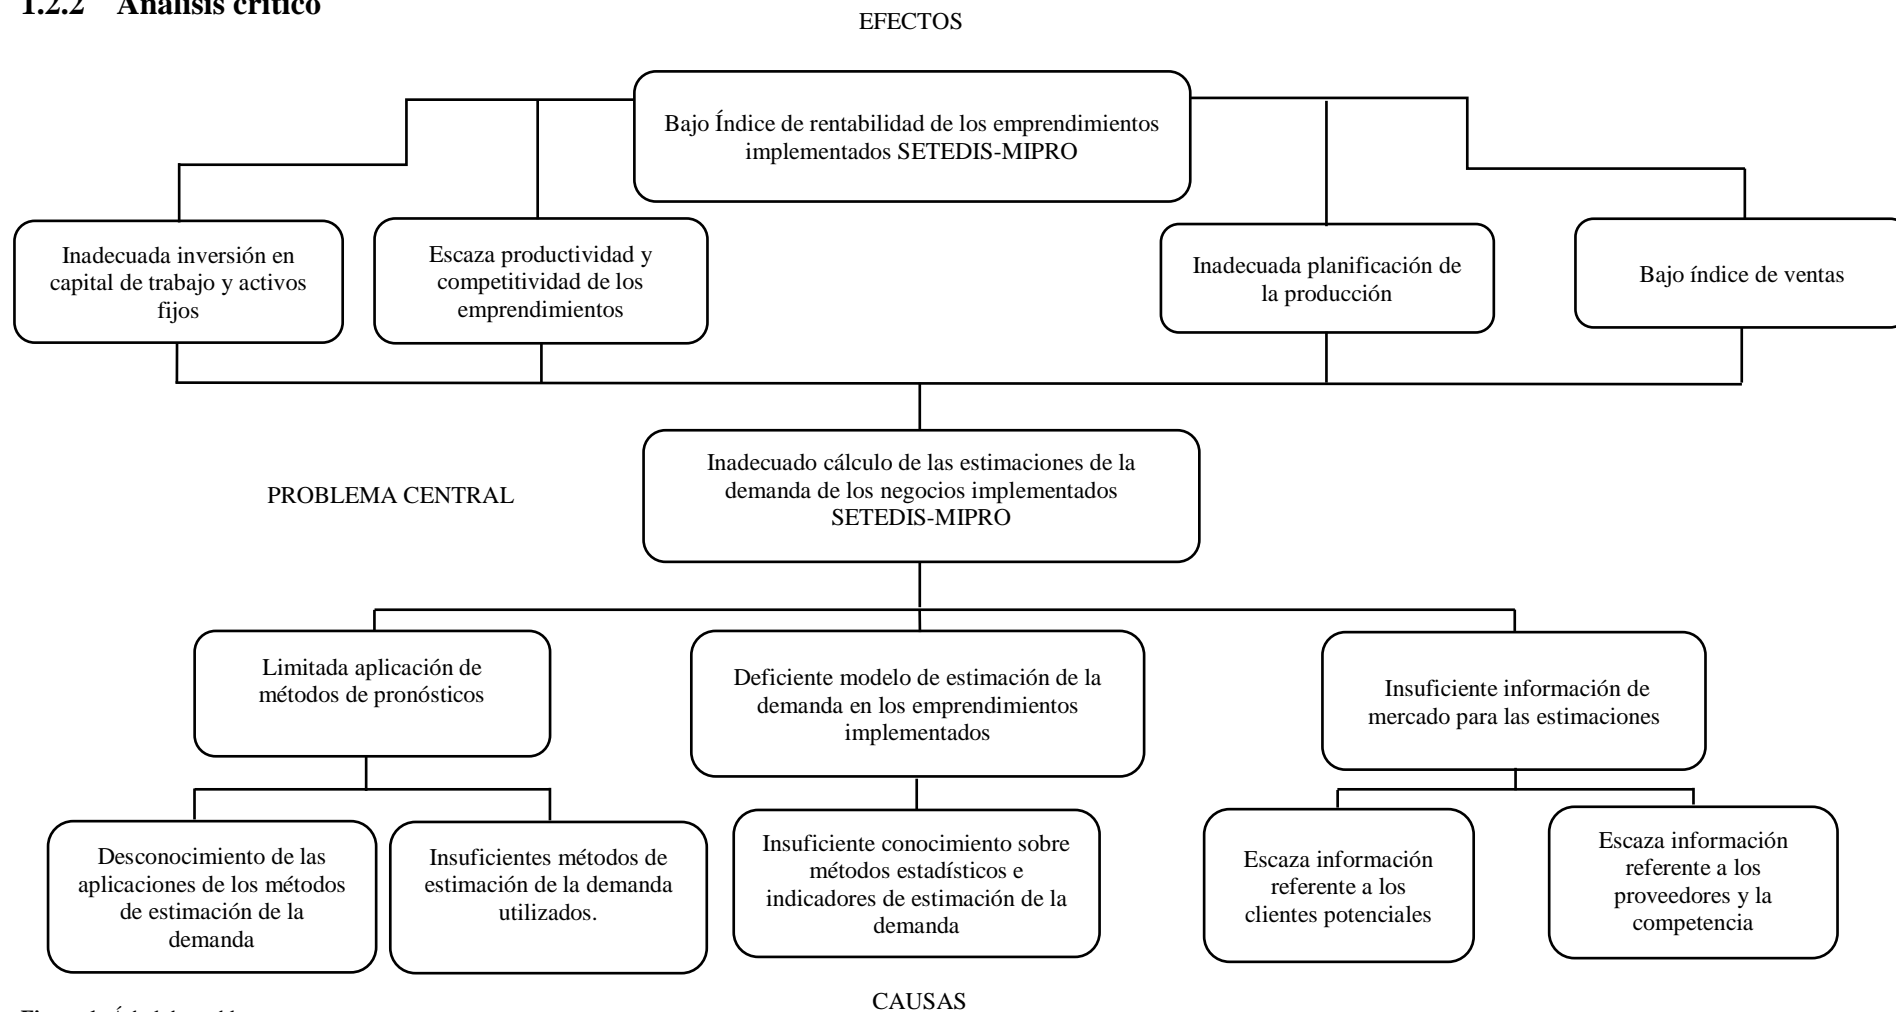 1.2.2 Análisis crítico
EFECTOS
Bajo Índice de rentabilidad de los emprendimientos
implementados SETEDIS-MIPRO
Inadecuada inversión en
capital de trabajo y activos
fijos
Escaza productividad y
competitividad de los
emprendimientos
Inadecuada planificación de
la producción
Bajo índice de ventas
Inadecuado cálculo de las estimaciones de la
demanda de los negocios implementados
SETEDIS-MIPRO
PROBLEMA CENTRAL
Limitada aplicación de
métodos de pronósticos
Deficiente modelo de estimación de la
demanda en los emprendimientos
implementados
Insuficiente información de
mercado para las estimaciones
Desconocimiento de las
aplicaciones de los métodos
de estimación de la
demanda
Insuficientes métodos de
estimación de la demanda
utilizados.
Insuficiente conocimiento sobre
métodos estadísticos e
indicadores de estimación de la
demanda
Escaza información
referente a los
clientes potenciales
Escaza información
referente a los
proveedores y la
competencia
CAUSAS